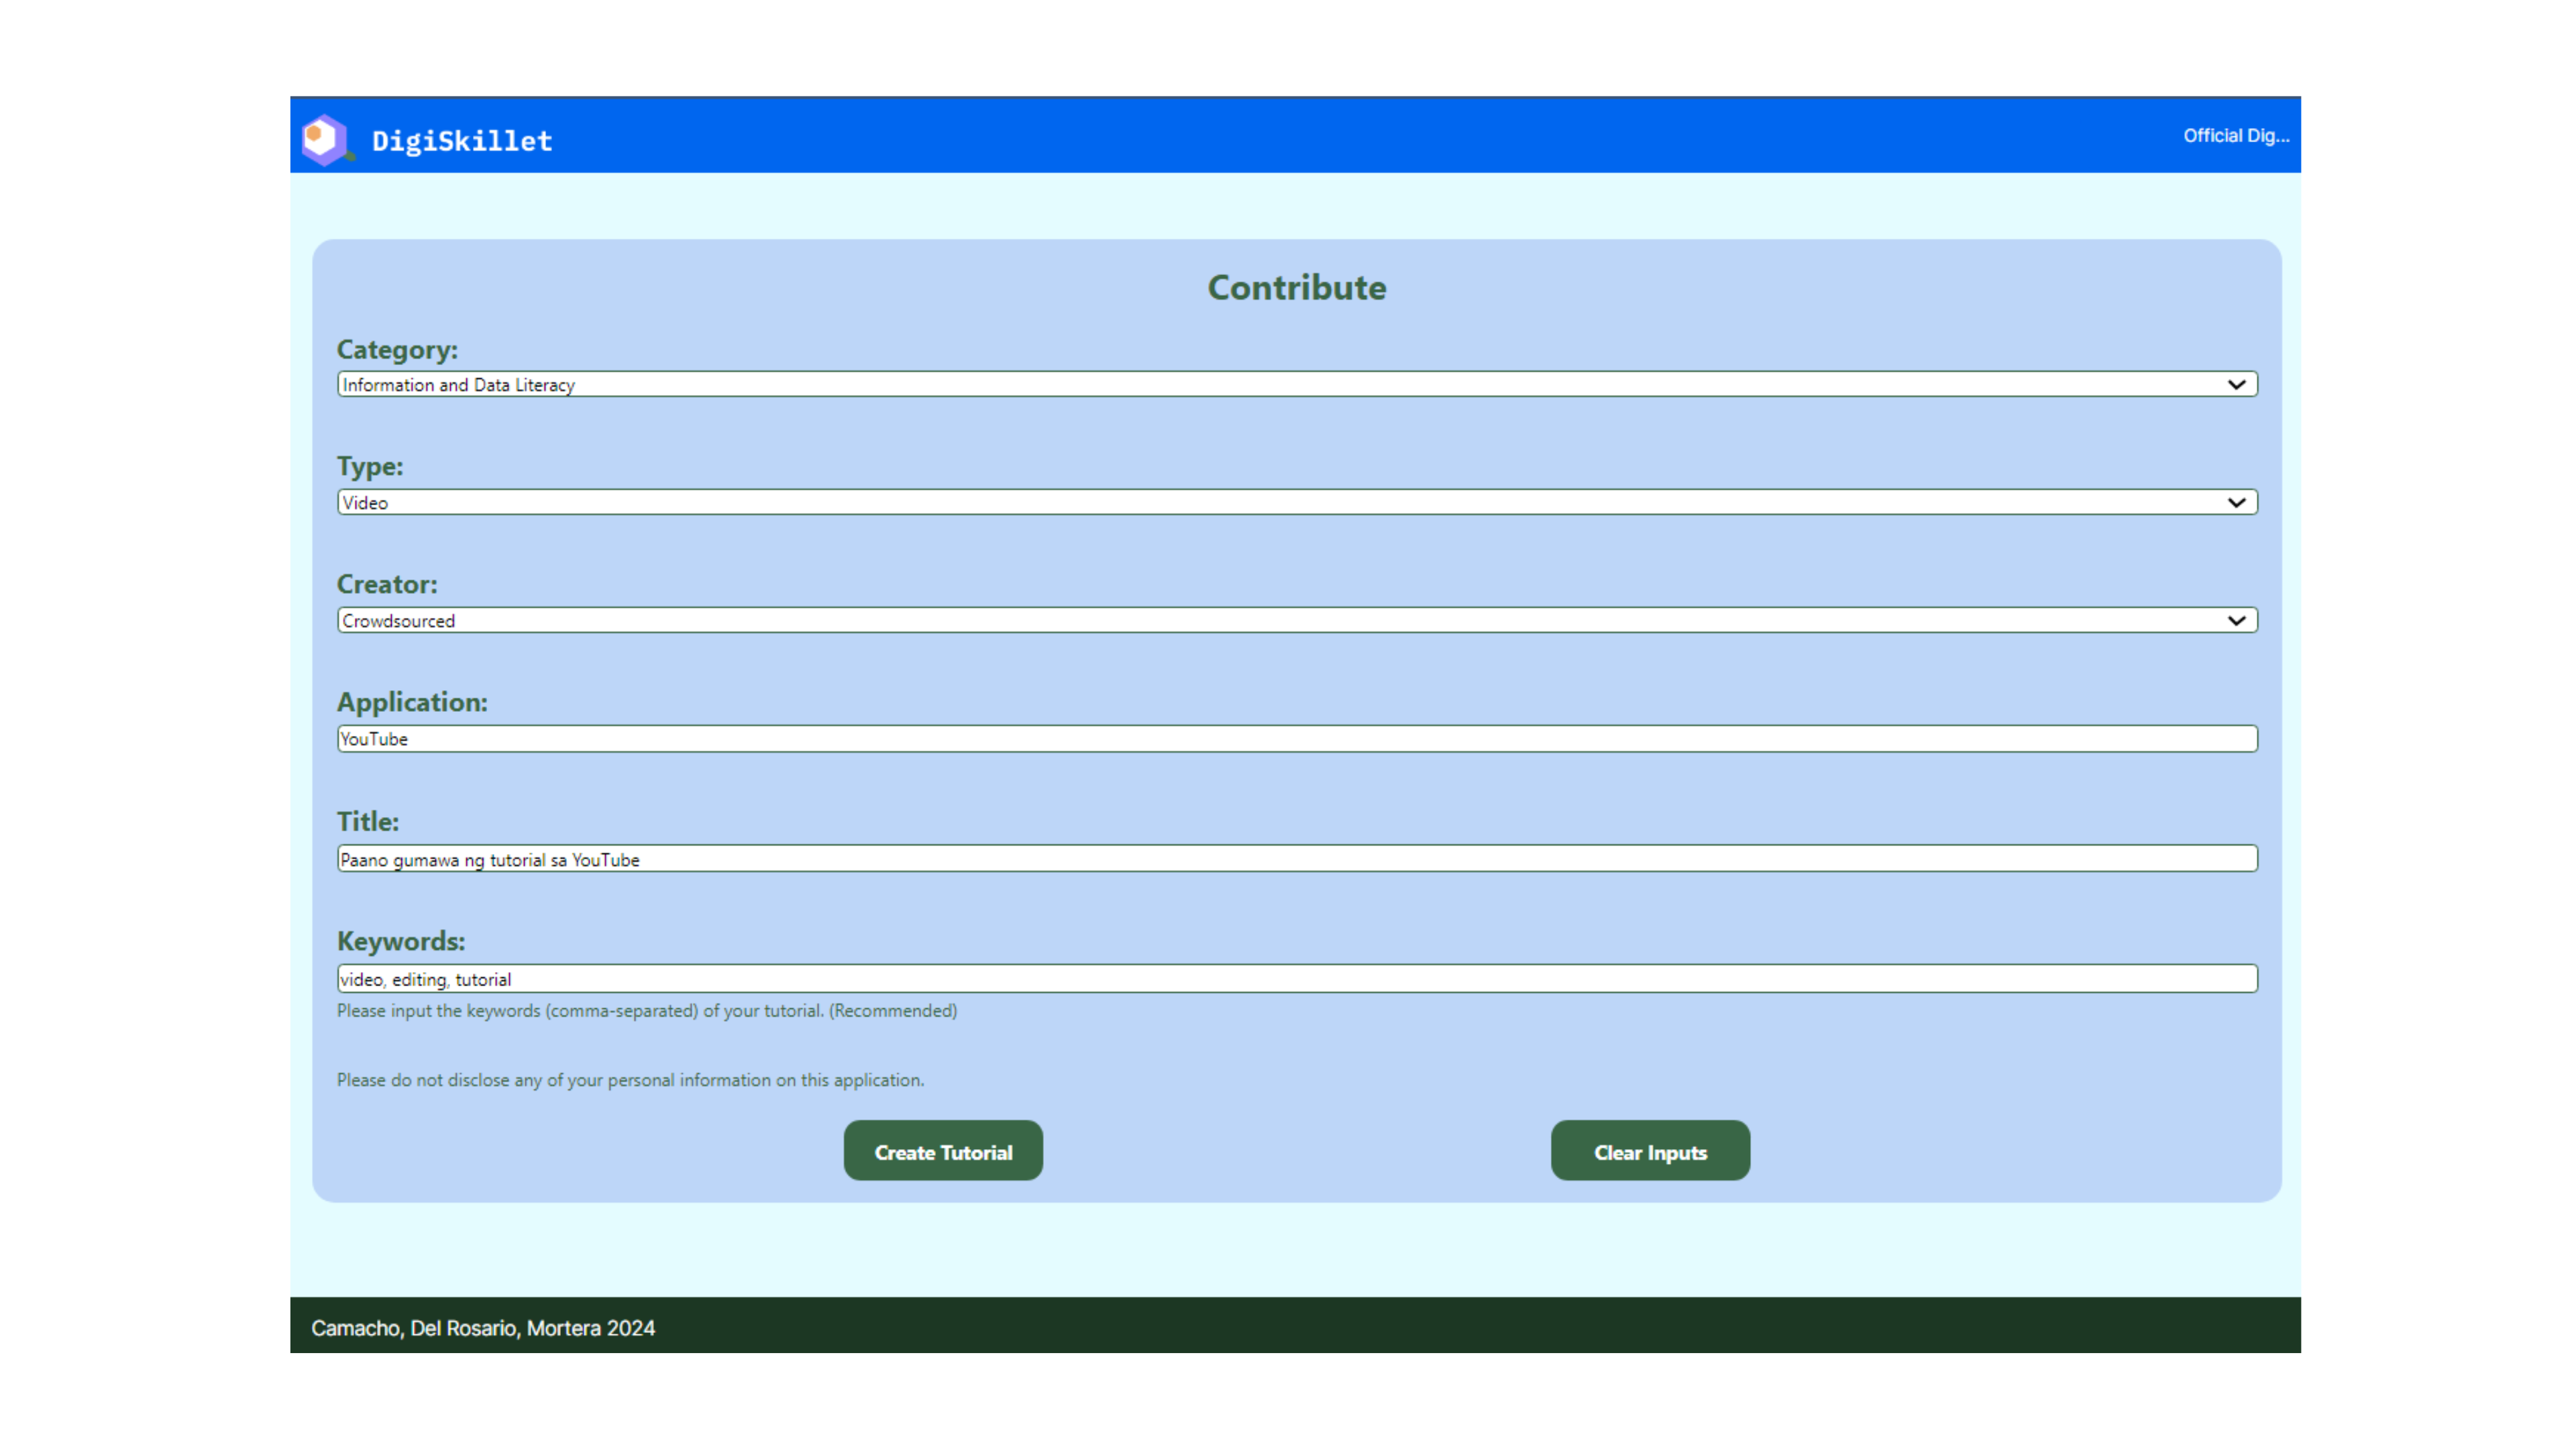 DigiSkillet
Official Dig...
Contribute
Category:
Information and Data Literacy
Type:
Video
Creator:
Crowdsourced
Application:
YouTube
Title:
Paano gumawa ng tutorial sa YouTube
Keywords:
video, editing, tutorial
Please input the keywords (comma-separated) of your tutorial. (Recommended)
Please do not disclose any of your personal information on this application.
Create Tutorial
Clear Inputs
Camacho, Del Rosario, Mortera 2024